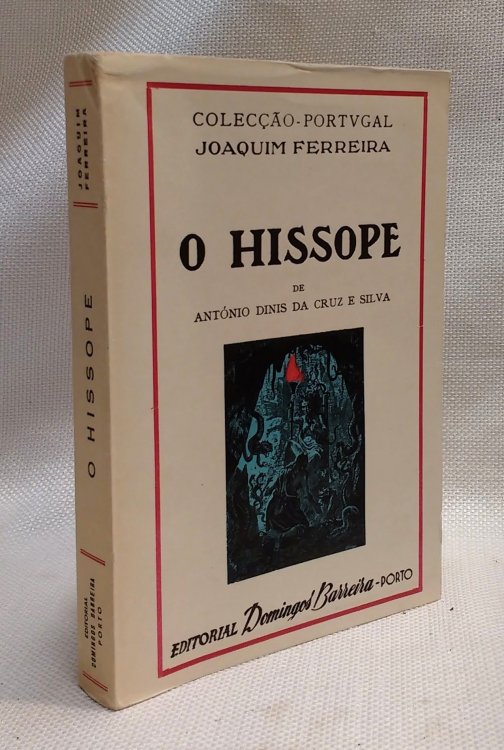 COLECÇÃO-PORTVGAL
JOAQUIM FERREIRA
O HISSOPE
DE
ANTÓNIO DINIS DA CRUZ E SILVA
EDITORIAL Domingos Barreira-PORTO
JOAQUIM
FERREIRA
O HISSOPE
EDITORIAL
DOMINGOS BARREIRA
PORTO